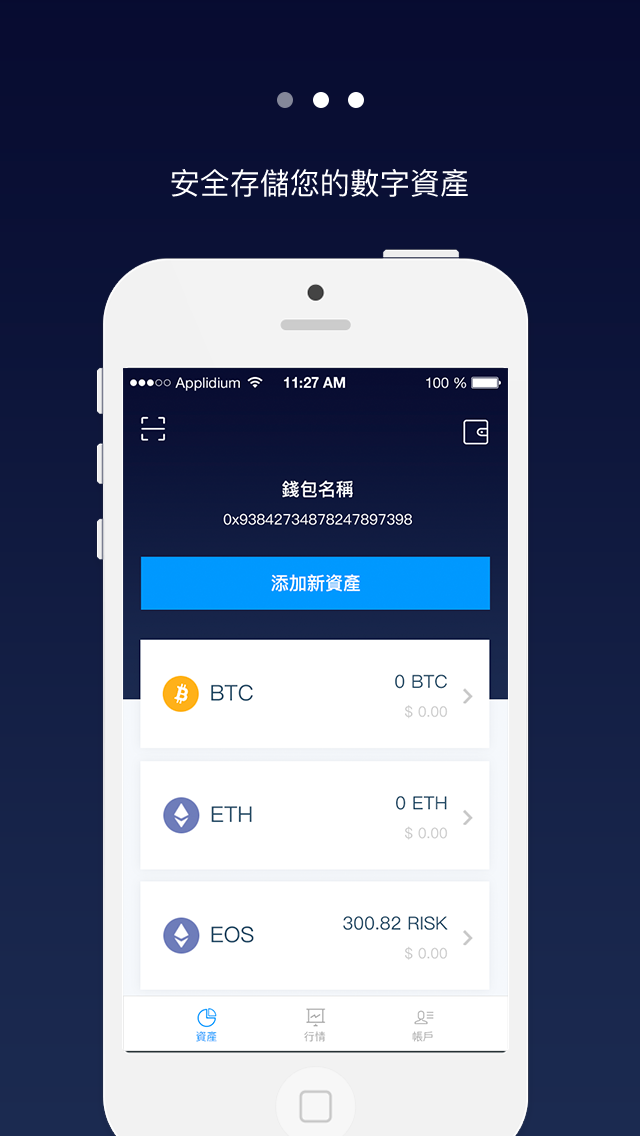 安全存儲您的數字資產
Applidium 11:27 AM 100 %
錢包名稱
0x93842734878247897398
添加新資產
BTC 0 BTC
$ 0.00
ETH 0 ETH
$ 0.00
EOS 300.82 RISK
$ 0.00
資產 行情 帳戶